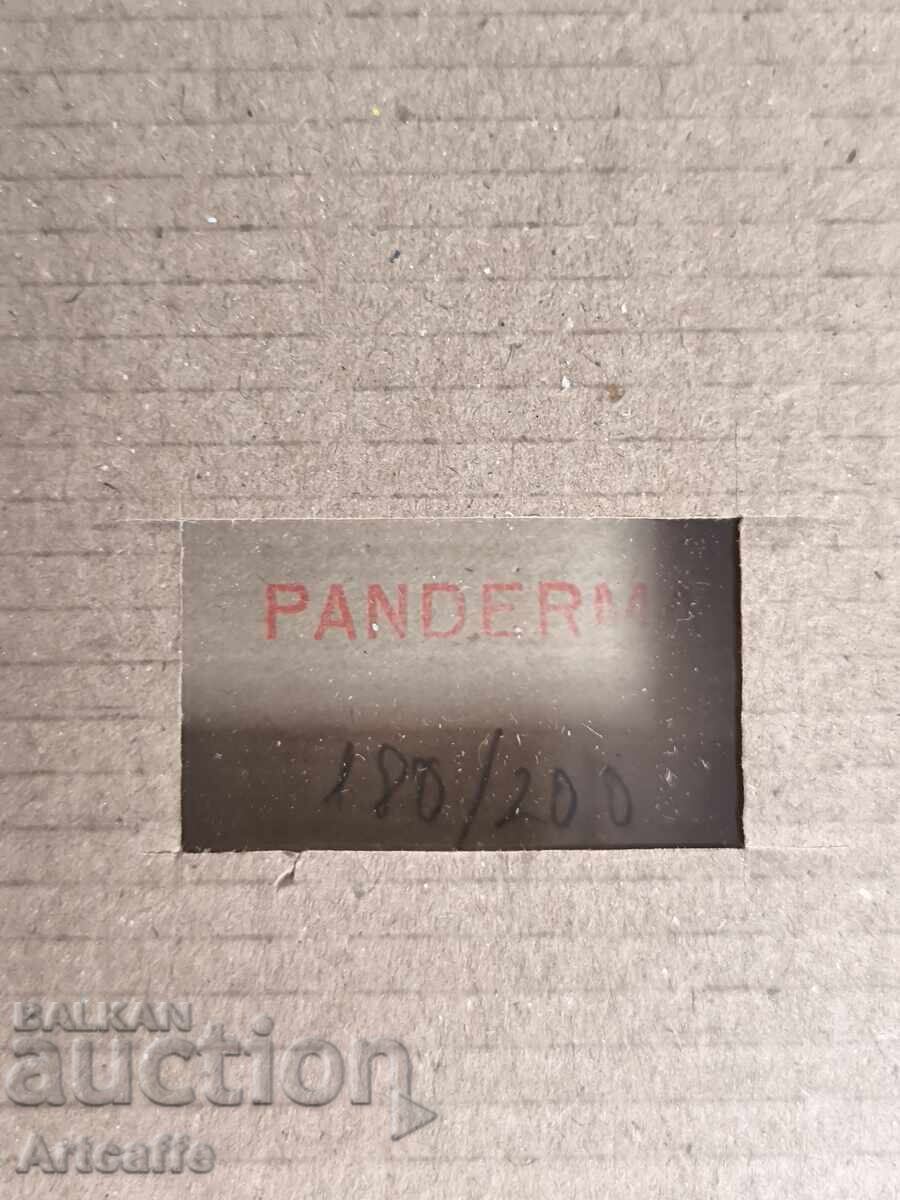 PANDERM
180/200
BALKAN
auction
Artcaffe